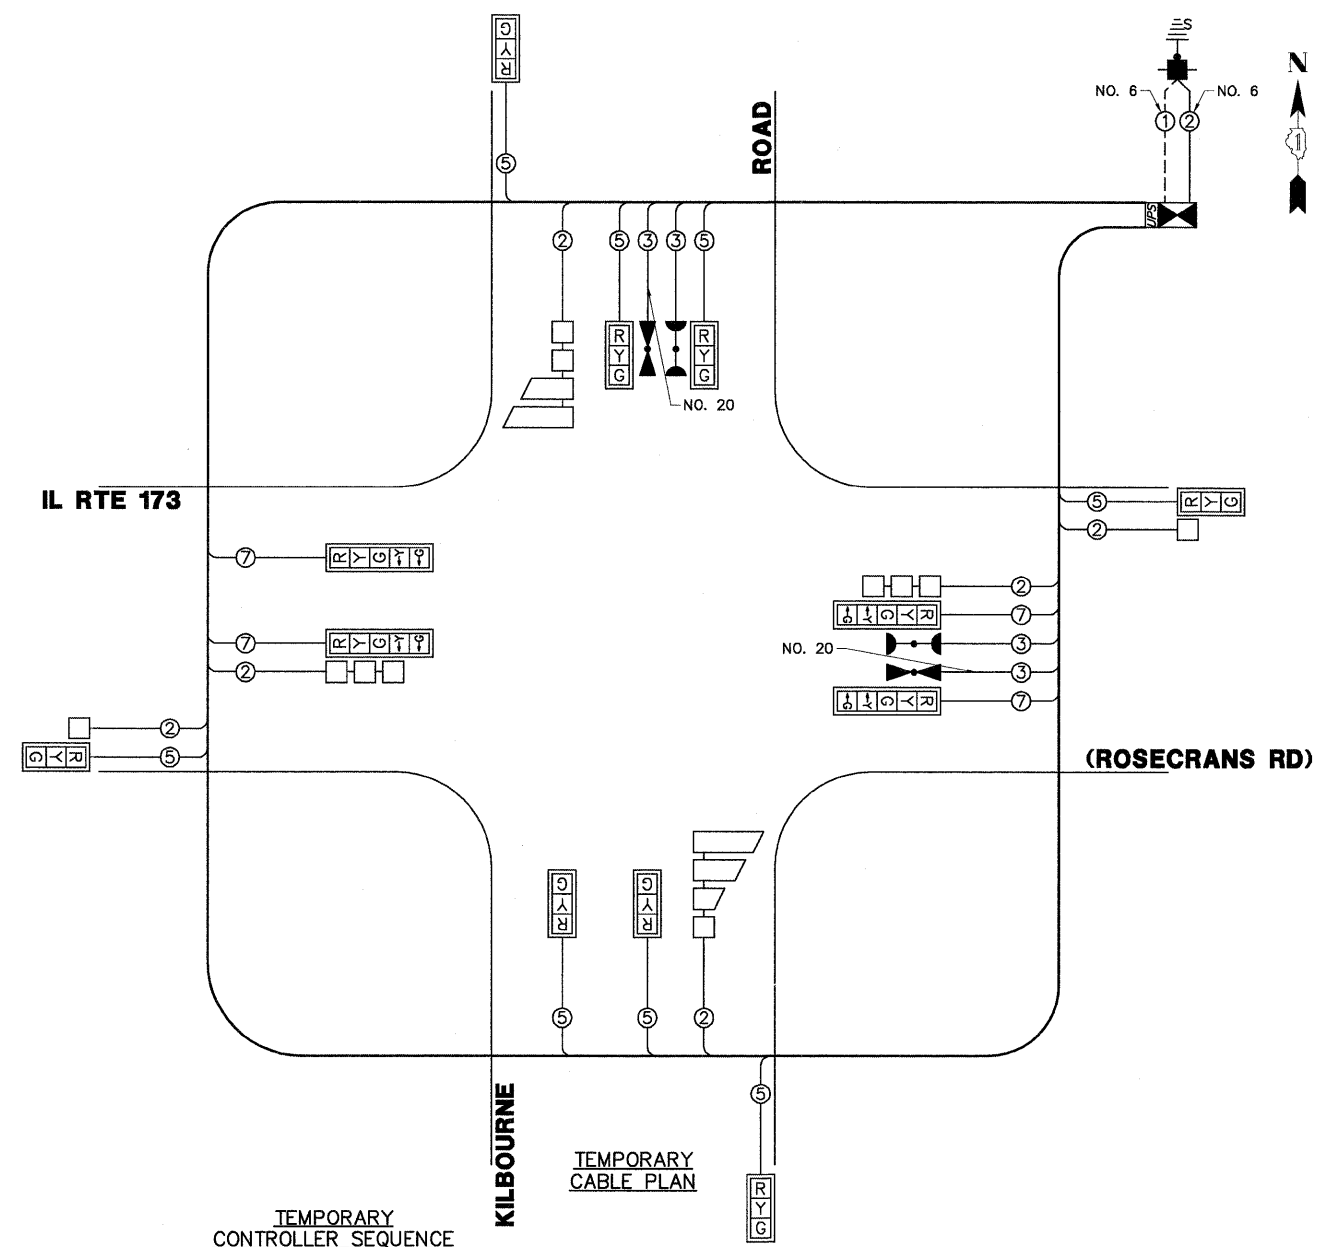 G Y R
S
N
NO. 6
NO. 6
1
2
1
ROAD
5
UPS
2
5
3
3
5
R Y G
R Y G
NO. 20
IL RTE 173
5
R Y G
2
7
R Y G Y G
2
7
R Y G Y G
7
R Y G Y G
NO. 20
3
2
3
7
R Y G Y G
2
5
R Y G
(ROSECRANS RD)
G Y R
G Y R
5
5
2
KILBOURNE
5
TEMPORARY
CABLE PLAN
R Y G
TEMPORARY
CONTROLLER SEQUENCE